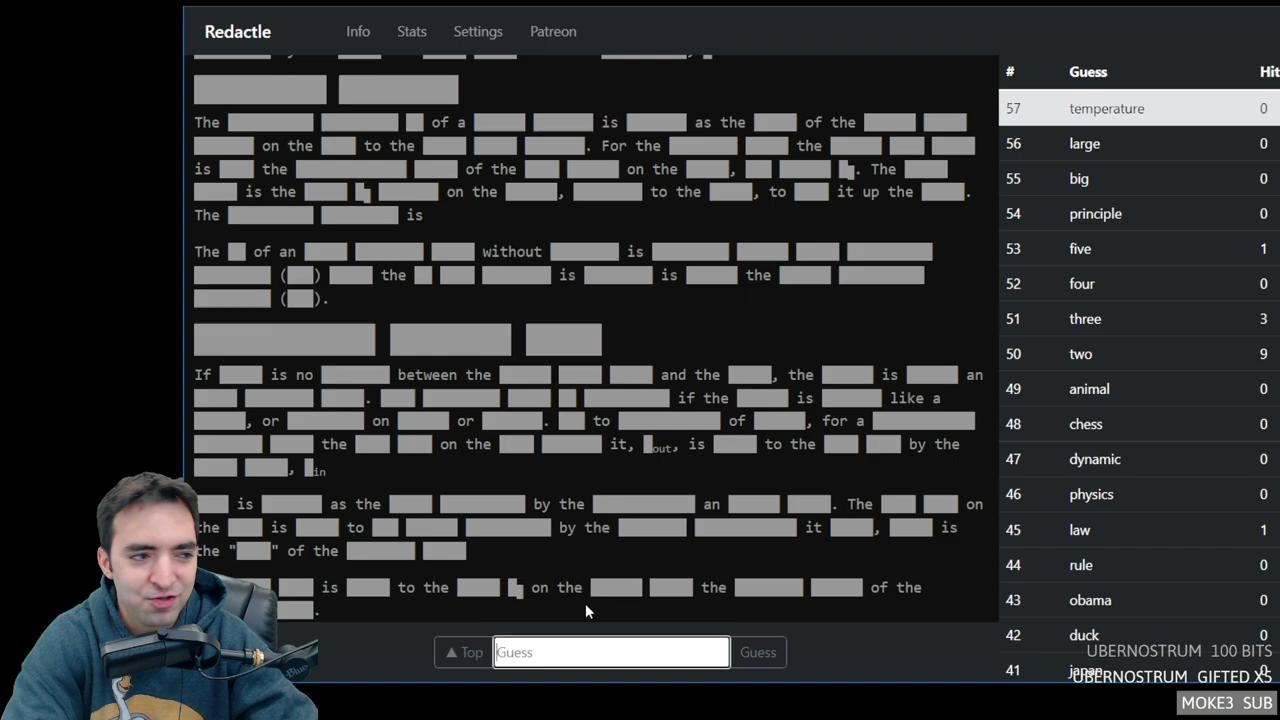 Redactle Info Stats Settings Patreon
# Guess Hit
The of a is as the of the
on the to the . For the the
is the of the on the , . The
is the on the , to the , to it up the .
The is
The of an without is
( ) the is is the
( ).
If is no between the and the , the is an
. if the is like a
, or on or . to of , for a
the on the it, out, is to the by the
, in
is as the by the an . The on
the is to by the it , is
the " " of the
is to the on the the of the
.
▲ Top Guess Guess
57 temperature 0
56 large 0
55 big 0
54 principle 0
53 five 1
52 four 0
51 three 3
50 two 9
49 animal 0
48 chess 0
47 dynamic 0
46 physics 0
45 law 1
44 rule 0
43 obama 0
42 duck 0
41 japan
UBERNOSTRUM 100 BITS
UBERNOSTRUM GIFTED X5
MOKE3 SUB
Blue